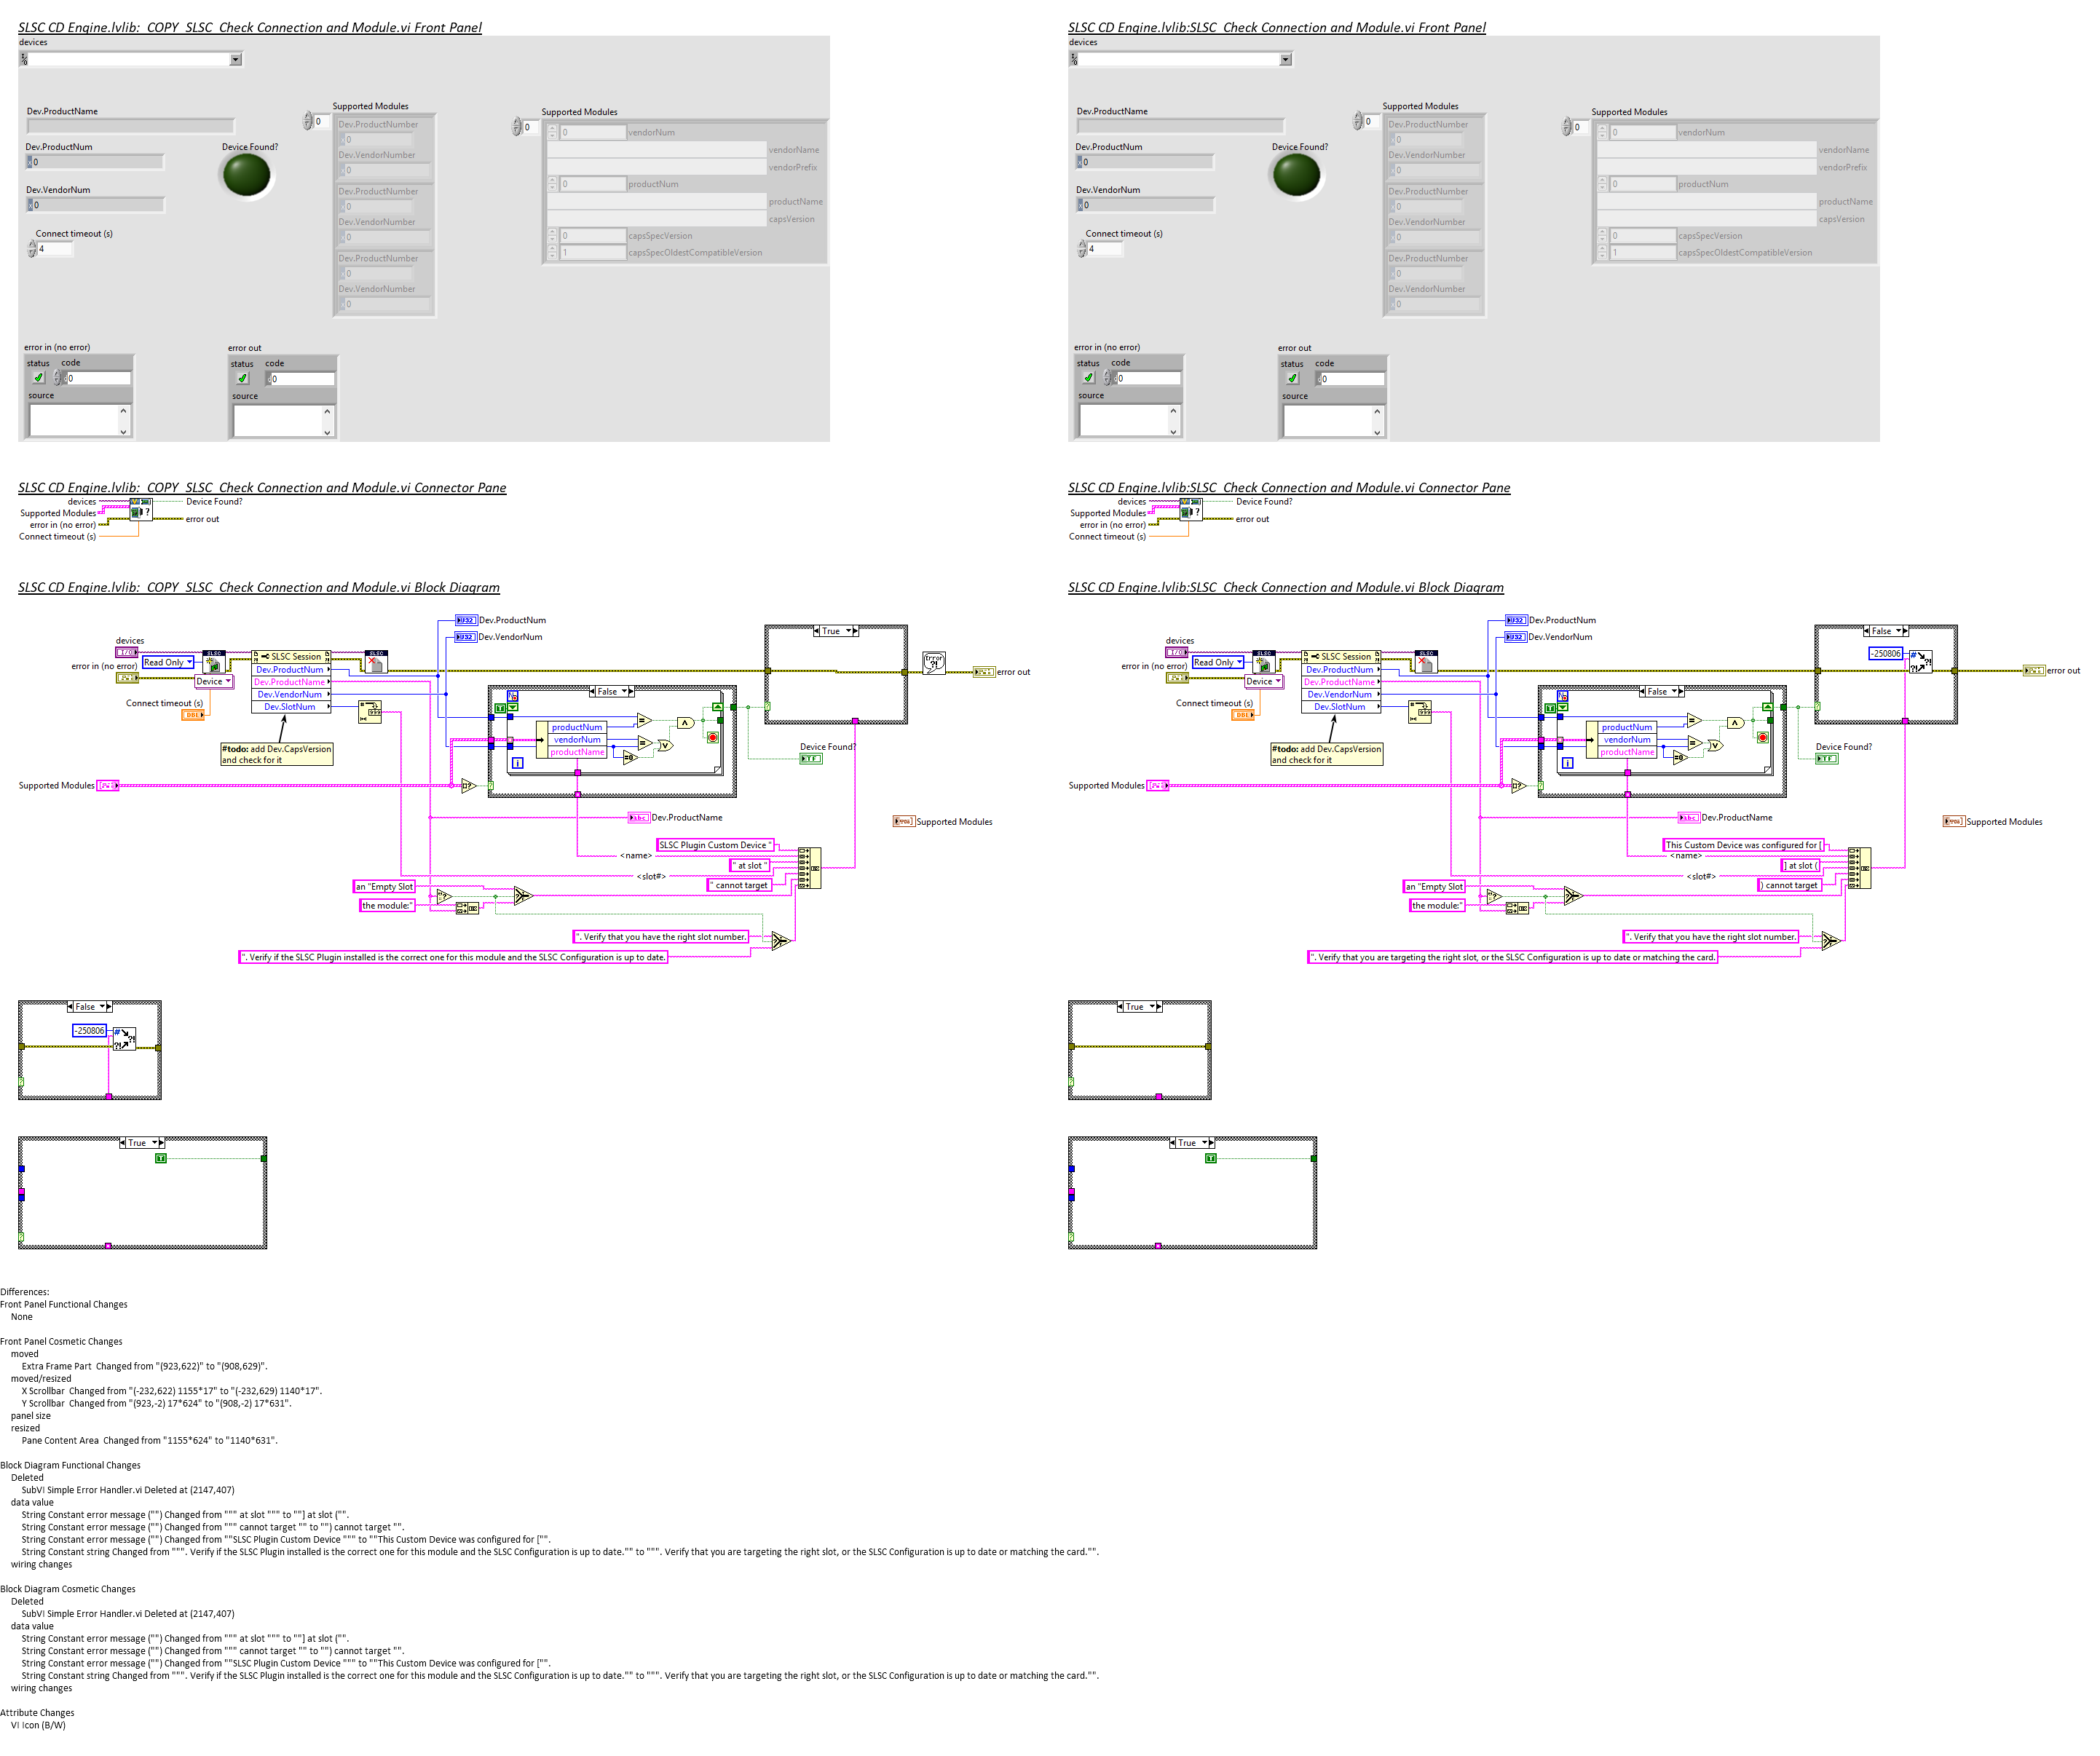 SLSC CD Engine.lvlib:  COPY  SLSC  Check Connection and Module.vi Front Panel
devices
Dev.ProductName
Dev.ProductNum
0
Dev.VendorNum
0
Connect timeout (s)
4
Device Found?
Supported Modules
0
Dev.ProductNumber
0
Dev.VendorNumber
0
Dev.ProductNumber
0
Dev.VendorNumber
0
Dev.ProductNumber
0
Dev.VendorNumber
0
Supported Modules
0
0 vendorNum
vendorName
vendorPrefix
0 productNum
productName
capsVersion
0 capsSpecVersion
1 capsSpecOldestCompatibleVersion
error in (no error)
status code
0
source
error out
status code
0
source
SLSC CD Engine.lvlib:SLSC  Check Connection and Module.vi Front Panel
devices
Dev.ProductName
Dev.ProductNum
0
Dev.VendorNum
0
Connect timeout (s)
4
Device Found?
Supported Modules
0
Dev.ProductNumber
0
Dev.VendorNumber
0
Dev.ProductNumber
0
Dev.VendorNumber
0
Dev.ProductNumber
0
Dev.VendorNumber
0
Supported Modules
0
0 vendorNum
vendorName
vendorPrefix
0 productNum
productName
capsVersion
0 capsSpecVersion
1 capsSpecOldestCompatibleVersion
error in (no error)
status code
0
source
error out
status code
0
source
SLSC CD Engine.lvlib:  COPY  SLSC  Check Connection and Module.vi Connector Pane
devices
Supported Modules
error in (no error)
Connect timeout (s)
Device Found?
error out
SLSC CD Engine.lvlib:SLSC  Check Connection and Module.vi Connector Pane
devices
Supported Modules
error in (no error)
Connect timeout (s)
Device Found?
error out
SLSC CD Engine.lvlib:  COPY  SLSC  Check Connection and Module.vi Block Diagram
Dev.ProductNum
Dev.VendorNum
True
devices
error in (no error)
Read Only
Device
Connect timeout (s)
SLSC Session
Dev.ProductNum
Dev.ProductName
Dev.VendorNum
Dev.SlotNum
#todo: add Dev.CapsVersion
and check for it
False
productNum
vendorNum
productName
error out
Device Found?
Supported Modules
Dev.ProductName
Supported Modules
SLSC Plugin Custom Device "
<name>
" at slot "
<slot#>
" cannot target
an "Empty Slot
the module:"
". Verify that you have the right slot number.
". Verify if the SLSC Plugin installed is the correct one for this module and the SLSC Configuration is up to date.
False
-250806
True
SLSC CD Engine.lvlib:SLSC  Check Connection and Module.vi Block Diagram
Dev.ProductNum
Dev.VendorNum
False
-250806
devices
error in (no error)
Read Only
Device
Connect timeout (s)
SLSC Session
Dev.ProductNum
Dev.ProductName
Dev.VendorNum
Dev.SlotNum
#todo: add Dev.CapsVersion
and check for it
False
productNum
vendorNum
productName
error out
Device Found?
Supported Modules
Dev.ProductName
Supported Modules
This Custom Device was configured for [
<name>
] at slot (
<slot#>
) cannot target
an "Empty Slot
the module:"
". Verify that you have the right slot number.
". Verify that you are targeting the right slot, or the SLSC Configuration is up to date or matching the card.
True
True
Differences:
Front Panel Functional Changes
None
Front Panel Cosmetic Changes
moved
Extra Frame Part  Changed from "(923,622)" to "(908,629)".
moved/resized
X Scrollbar  Changed from "(-232,622) 1155*17" to "(-232,629) 1140*17".
Y Scrollbar  Changed from "(923,-2) 17*624" to "(908,-2) 17*631".
panel size
resized
Pane Content Area  Changed from "1155*624" to "1140*631".
Block Diagram Functional Changes
Deleted
SubVI Simple Error Handler.vi Deleted at (2147,407)
data value
String Constant error message ("") Changed from """ at slot """ to ""] at slot ("".
String Constant error message ("") Changed from """ cannot target "" to "") cannot target "".
String Constant error message ("") Changed from ""SLSC Plugin Custom Device """ to ""This Custom Device was configured for ["".
String Constant string Changed from """. Verify if the SLSC Plugin installed is the correct one for this module and the SLSC Configuration is up to date."" to """. Verify that you are targeting the right slot, or the SLSC Configuration is up to date or matching the card."".
wiring changes
Block Diagram Cosmetic Changes
Deleted
SubVI Simple Error Handler.vi Deleted at (2147,407)
data value
String Constant error message ("") Changed from """ at slot """ to ""] at slot ("".
String Constant error message ("") Changed from """ cannot target "" to "") cannot target "".
String Constant error message ("") Changed from ""SLSC Plugin Custom Device """ to ""This Custom Device was configured for ["".
String Constant string Changed from """. Verify if the SLSC Plugin installed is the correct one for this module and the SLSC Configuration is up to date."" to """. Verify that you are targeting the right slot, or the SLSC Configuration is up to date or matching the card."".
wiring changes
Attribute Changes
VI Icon (B/W)